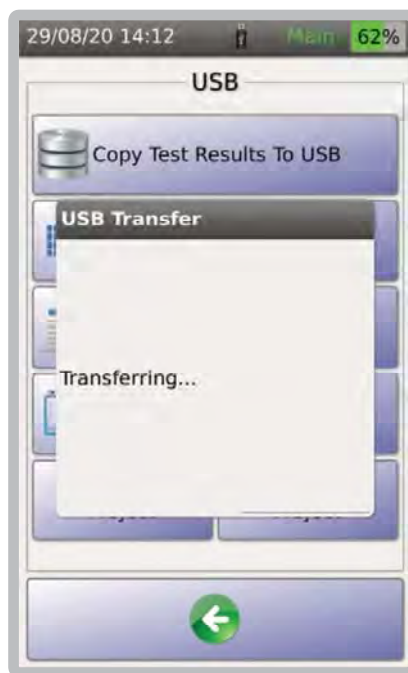 29/08/20 14:12 Main 62%
USB
Copy Test Results To USB
USB Transfer
Transferring...